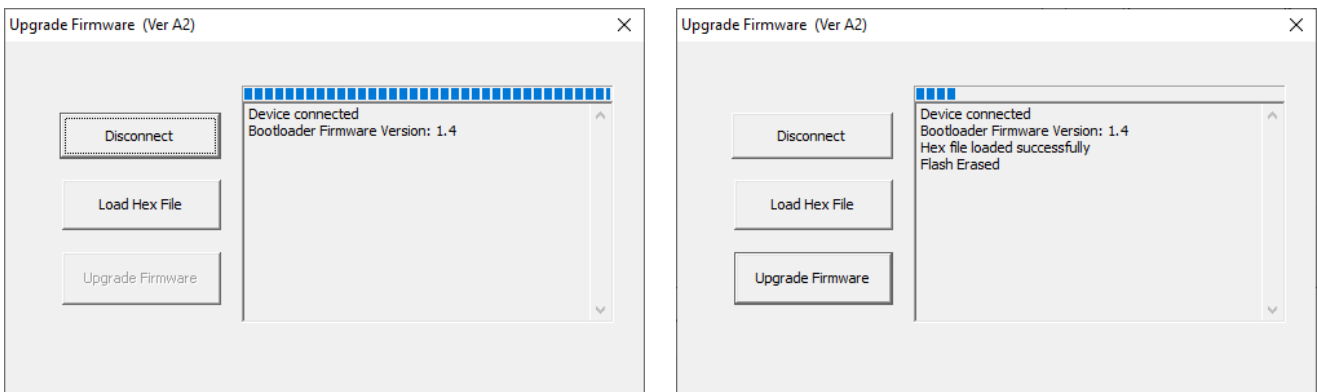 Upgrade Firmware (Ver A2)
Device connected
Bootloader Firmware Version: 1.4
Disconnect
Load Hex File
Upgrade Firmware
Upgrade Firmware (Ver A2)
Device connected
Bootloader Firmware Version: 1.4
Hex file loaded successfully
Flash Erased
Disconnect
Load Hex File
Upgrade Firmware